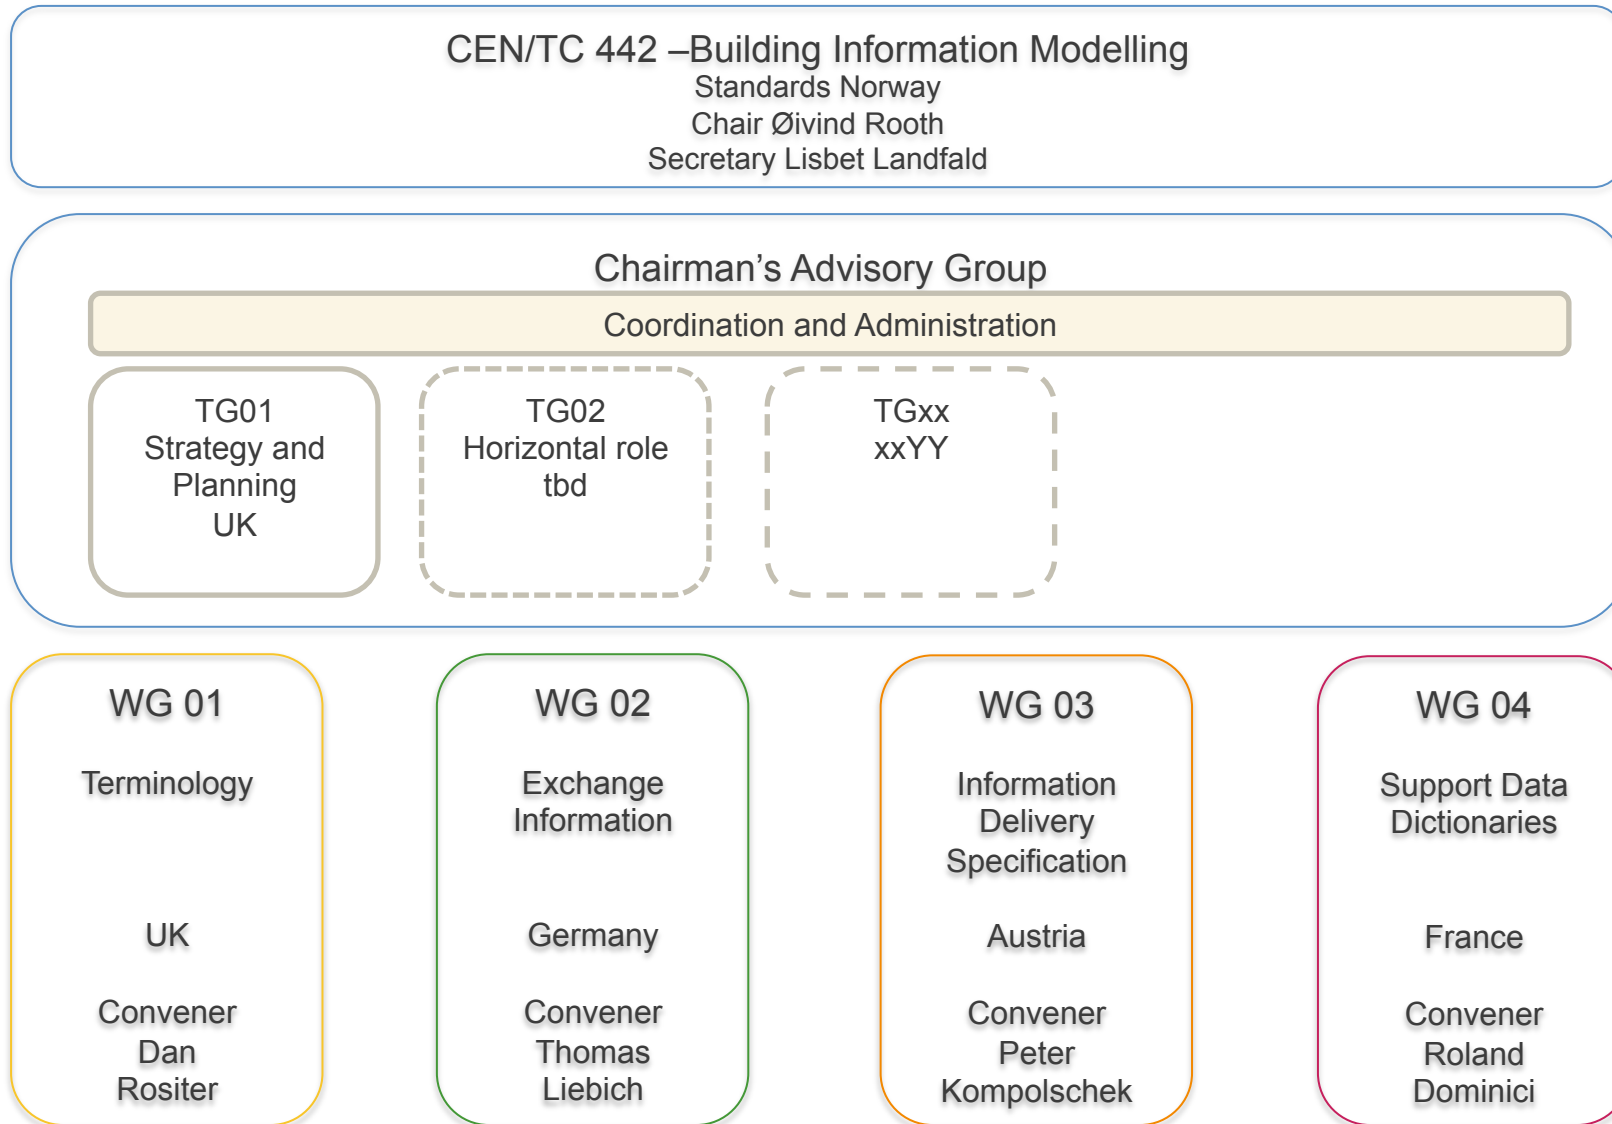 CEN/TC 442 –Building Information Modelling
Standards Norway
Chair Øivind Rooth
Secretary Lisbet Landfald
Chairman’s Advisory Group
Coordination and Administration
TG01
Strategy and
Planning
UK
TG02
Horizontal role
tbd
TGxx
xxYY
WG 01
Terminology
UK
Convener
Dan
Rositer
WG 02
Exchange
Information
Germany
Convener
Thomas
Liebich
WG 03
Information
Delivery
Specification
Austria
Convener
Peter
Kompolschek
WG 04
Support Data
Dictionaries
France
Convener
Roland
Dominici